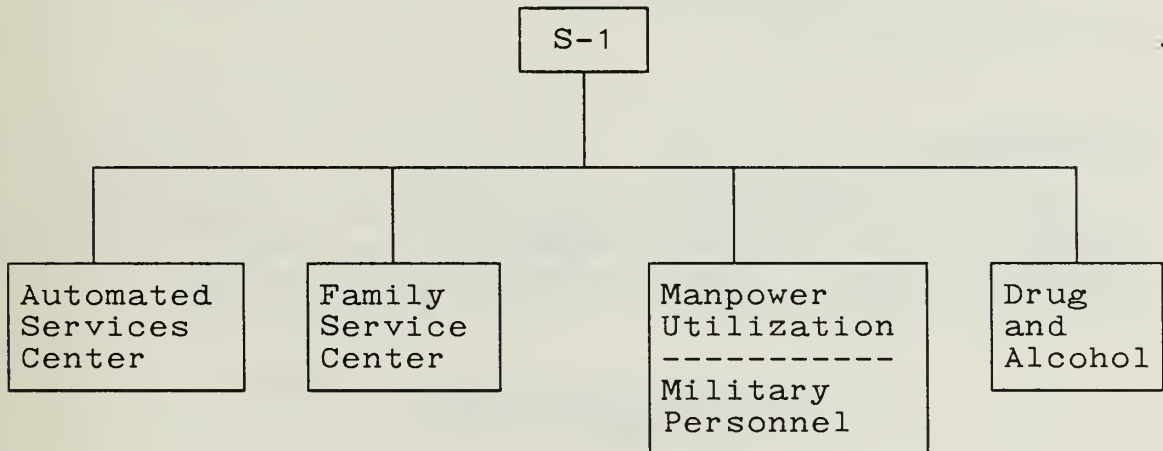 S-1
Automated
Services
Center
Family
Service
Center
Manpower
Utilization
-----------
Military
Personnel
Drug
and
Alcohol